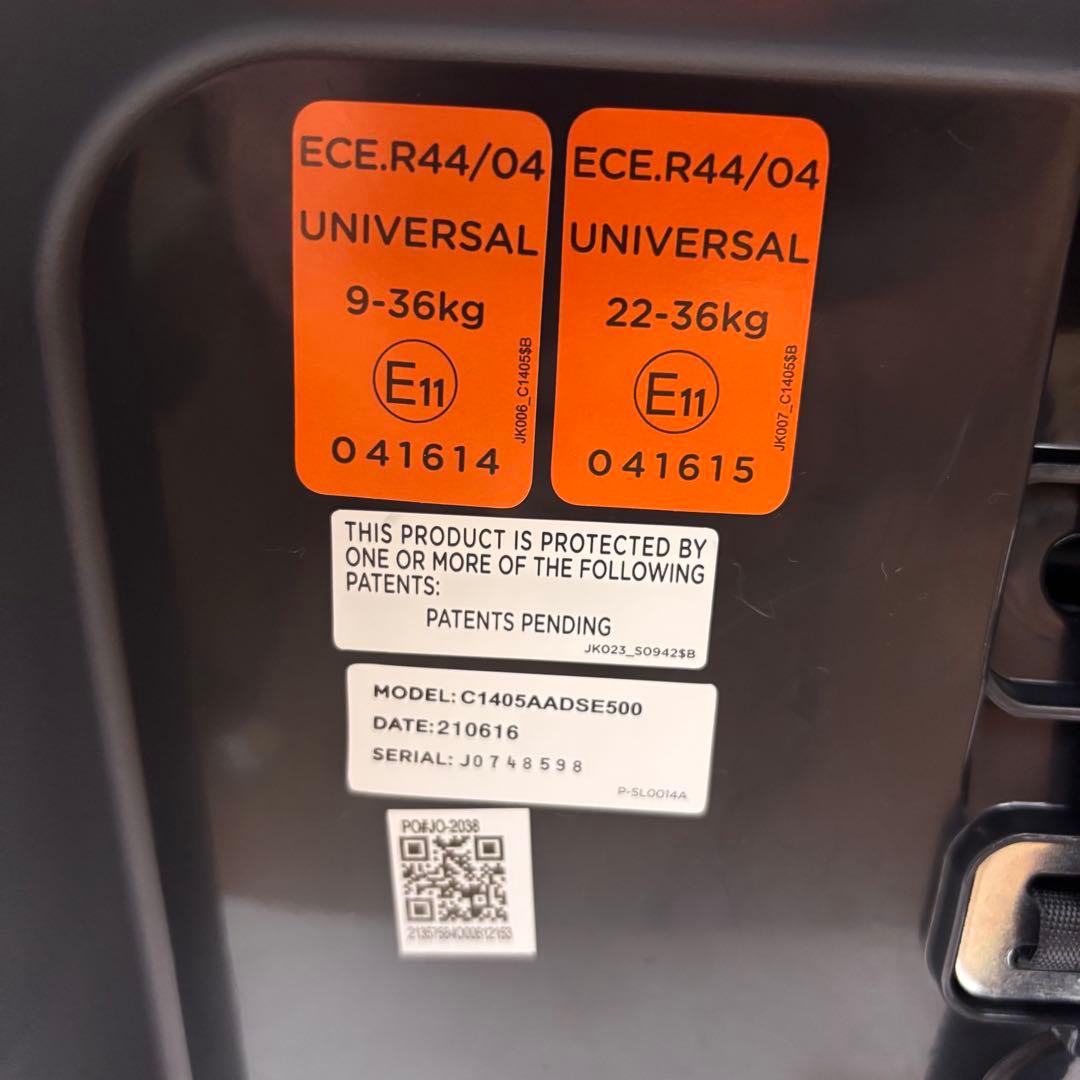 ECE.R44/04
UNIVERSAL
9-36kg
E11
041614
JK006_C1405$B
ECE.R44/04
UNIVERSAL
22-36kg
E11
041615
JK007_C1405$B
THIS PRODUCT IS PROTECTED BY
ONE OR MORE OF THE FOLLOWING
PATENTS:
PATENTS PENDING
JK023_S0942$B
MODEL: C1405AADSE500
DATE: 210616
SERIAL: J0748598
P-SL0014A
PO#JO-2038